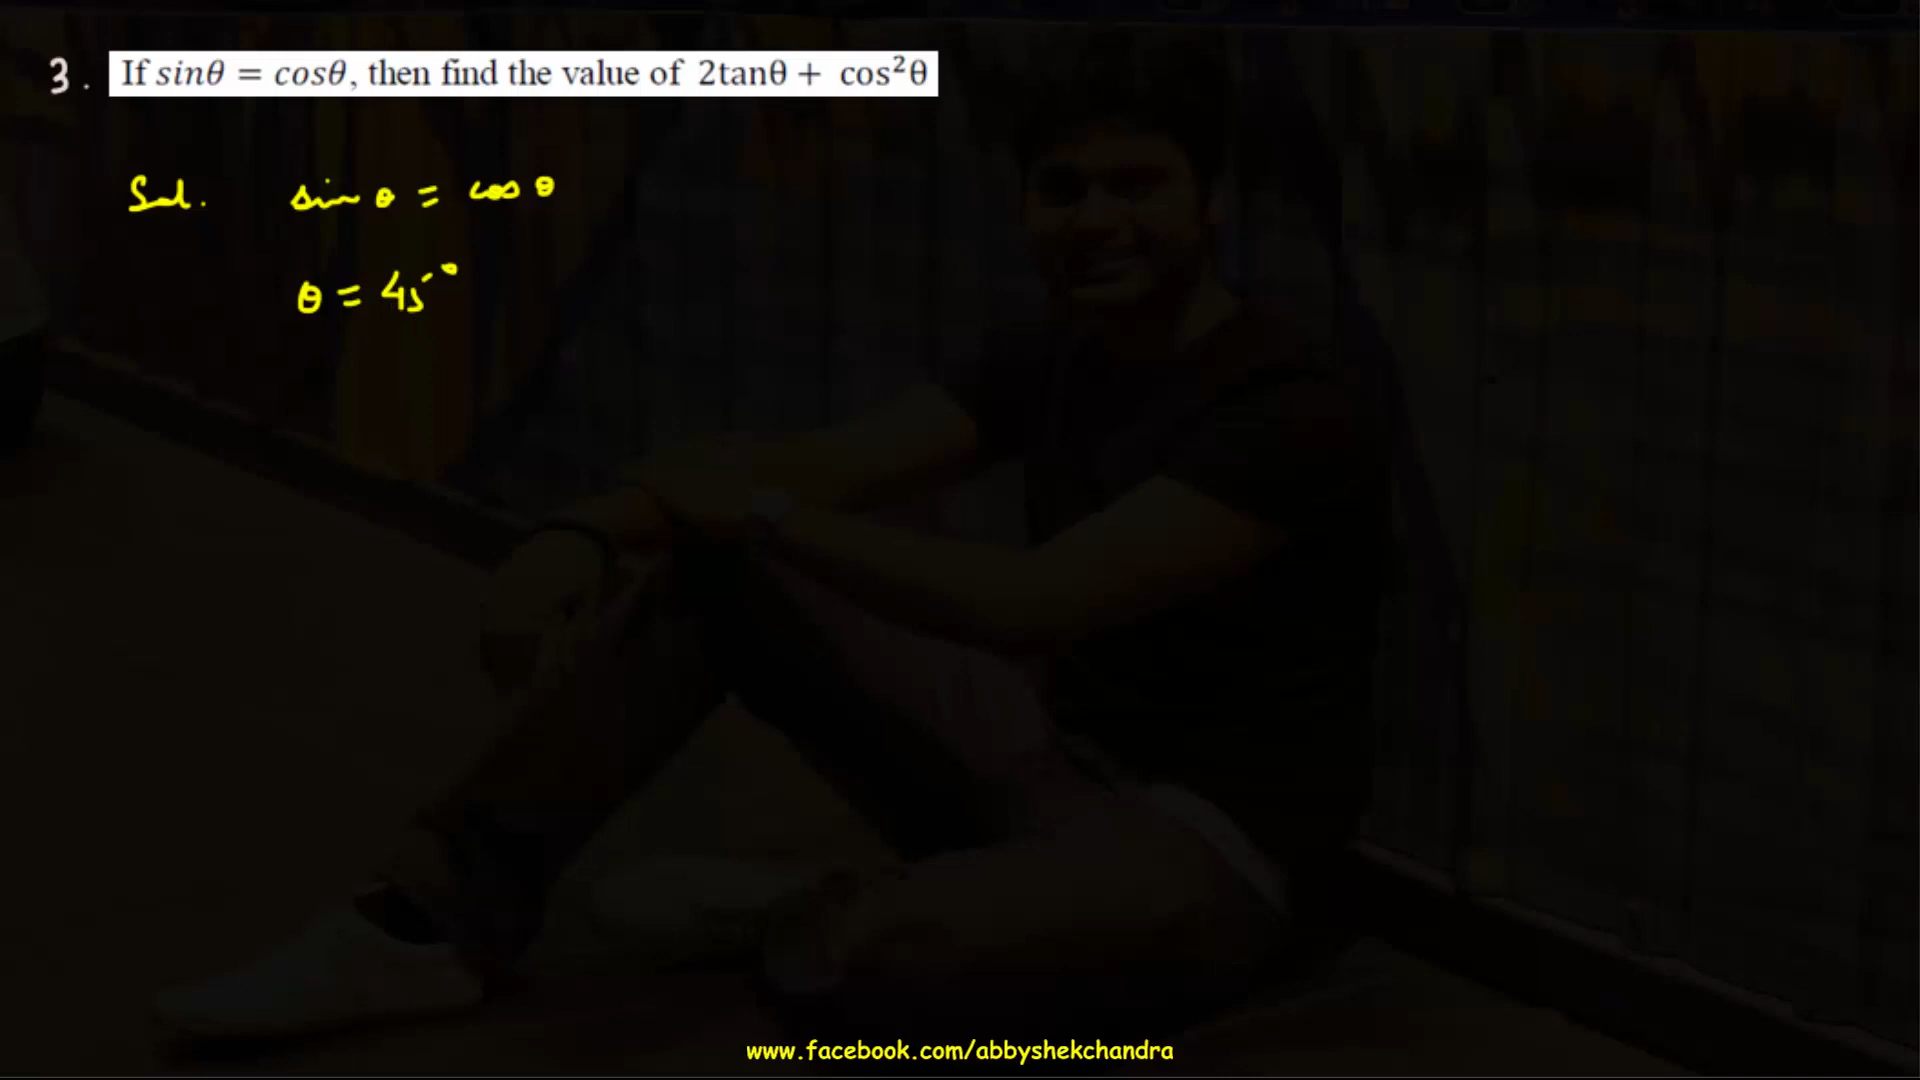 3. If sinθ = cosθ, then find the value of 2tanθ + cos²θ
Sol. sin θ = cos θ
θ = 45°
www.facebook.com/abbyshekchandra